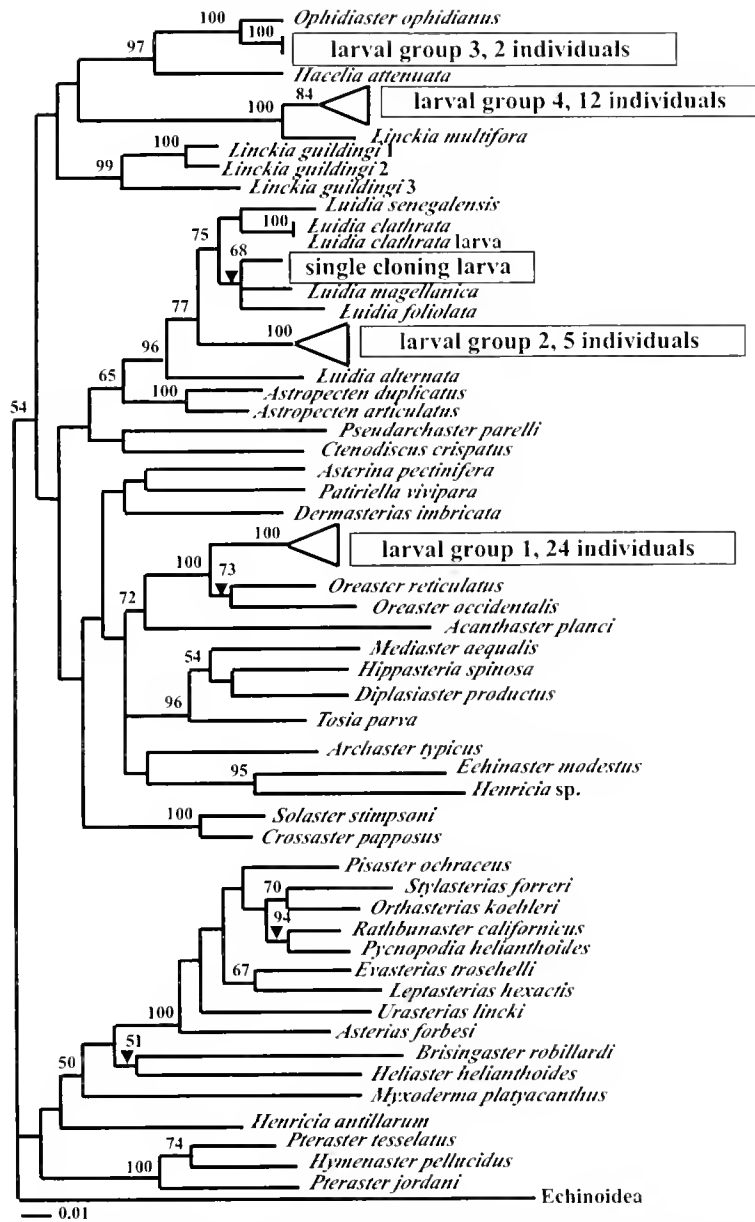 100
Ophidiaster ophidianus
100
larval group 3, 2 individuals
97
Hacelia attenuata
84
larval group 4, 12 individuals
100
Linckia multifora
100
Linckia guildingi 1
Linckia guildingi 2
99
Linckia guildingi 3
Luidia senegalensis
75
100
Luidia clathrata
Luidia clathrata larva
68
single cloning larva
Luidia magellanica
77
Luidia foliolata
100
larval group 2, 5 individuals
96
Luidia alternata
65
100
Astropecten duplicatus
Astropecten articulatus
54
Pseudarchaster parelli
Ctenodiscus crispatus
Asterina pectinifera
Patiriella vivipara
Dermasterias imbricata
100
larval group 1, 24 individuals
100
73
Oreaster reticulatus
72
Oreaster occidentalis
Acanthaster planci
54
Mediaster aequalis
Hippasteria spinosa
96
Diplasiaster productus
Tosia parva
Archaster typicus
95
Echinaster modestus
Henricia sp.
100
Solaster stimpsoni
Crossaster papposus
Pisaster ochraceus
70
Stylasterias forreri
94
Orthasterias koehleri
Rathbunaster californicus
Pycnopodia helianthoides
67
Evasterias troschelli
Leptasterias hexactis
100
Urasterias lincki
Asterias forbesi
51
Brisingaster robillardi
50
Heliaster helianthoides
Myxoderma platyacanthus
Henricia antillarum
74
Pteraster tesselatus
100
Hymenaster pellucidus
Pteraster jordani
Echinoidea
0.01